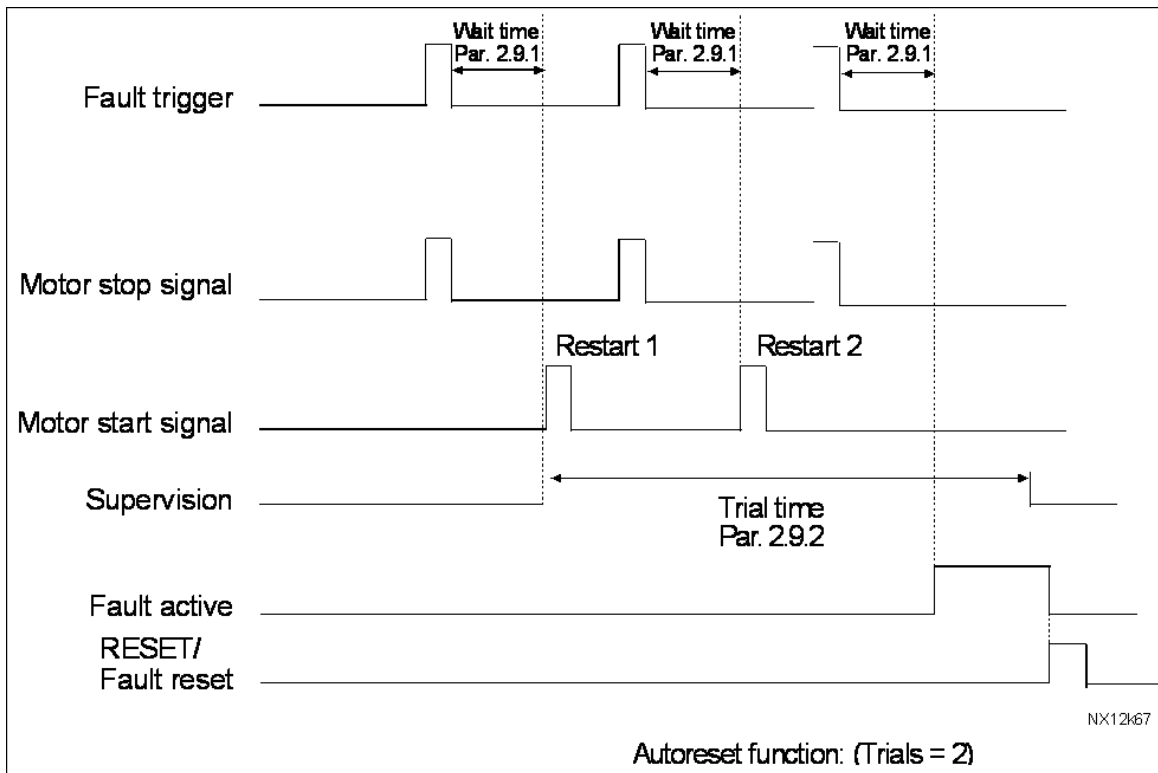 Wait time
Par. 2.9.1
Wait time
Par. 2.9.1
Wait time
Par. 2.9.1
Fault trigger
Motor stop signal
Restart 1
Restart 2
Motor start signal
Supervision
Trial time
Par. 2.9.2
Fault active
RESET/
Fault reset
NX12k67
Autoreset function: (Trials = 2)